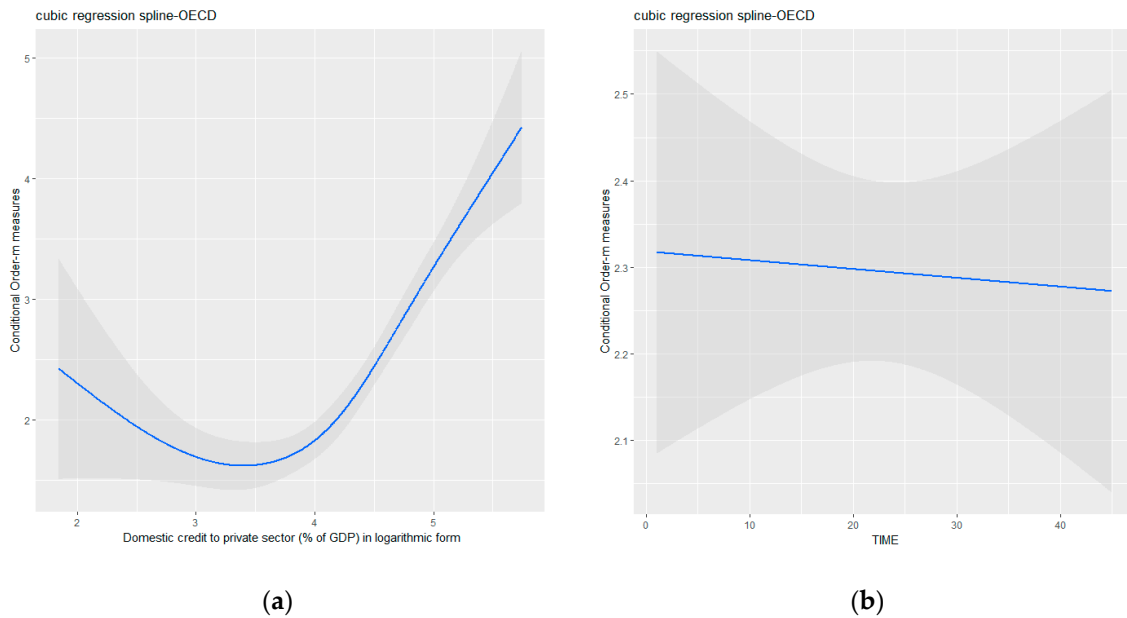 cubic regression spline-OECD
5
4
3
2
Conditional Order-m measures
2
3
4
5
Domestic credit to private sector (% of GDP) in logarithmic form
(a)
cubic regression spline-OECD
2.5
2.4
2.3
2.2
2.1
Conditional Order-m measures
0
10
20
30
40
TIME
(b)